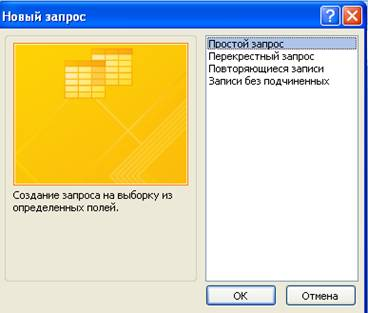 Новый запрос
Создание запроса на выборку из
определенных полей.
Простой запрос
Перекрестный запрос
Повторяющиеся записи
Записи без подчиненных
ОК
Отмена